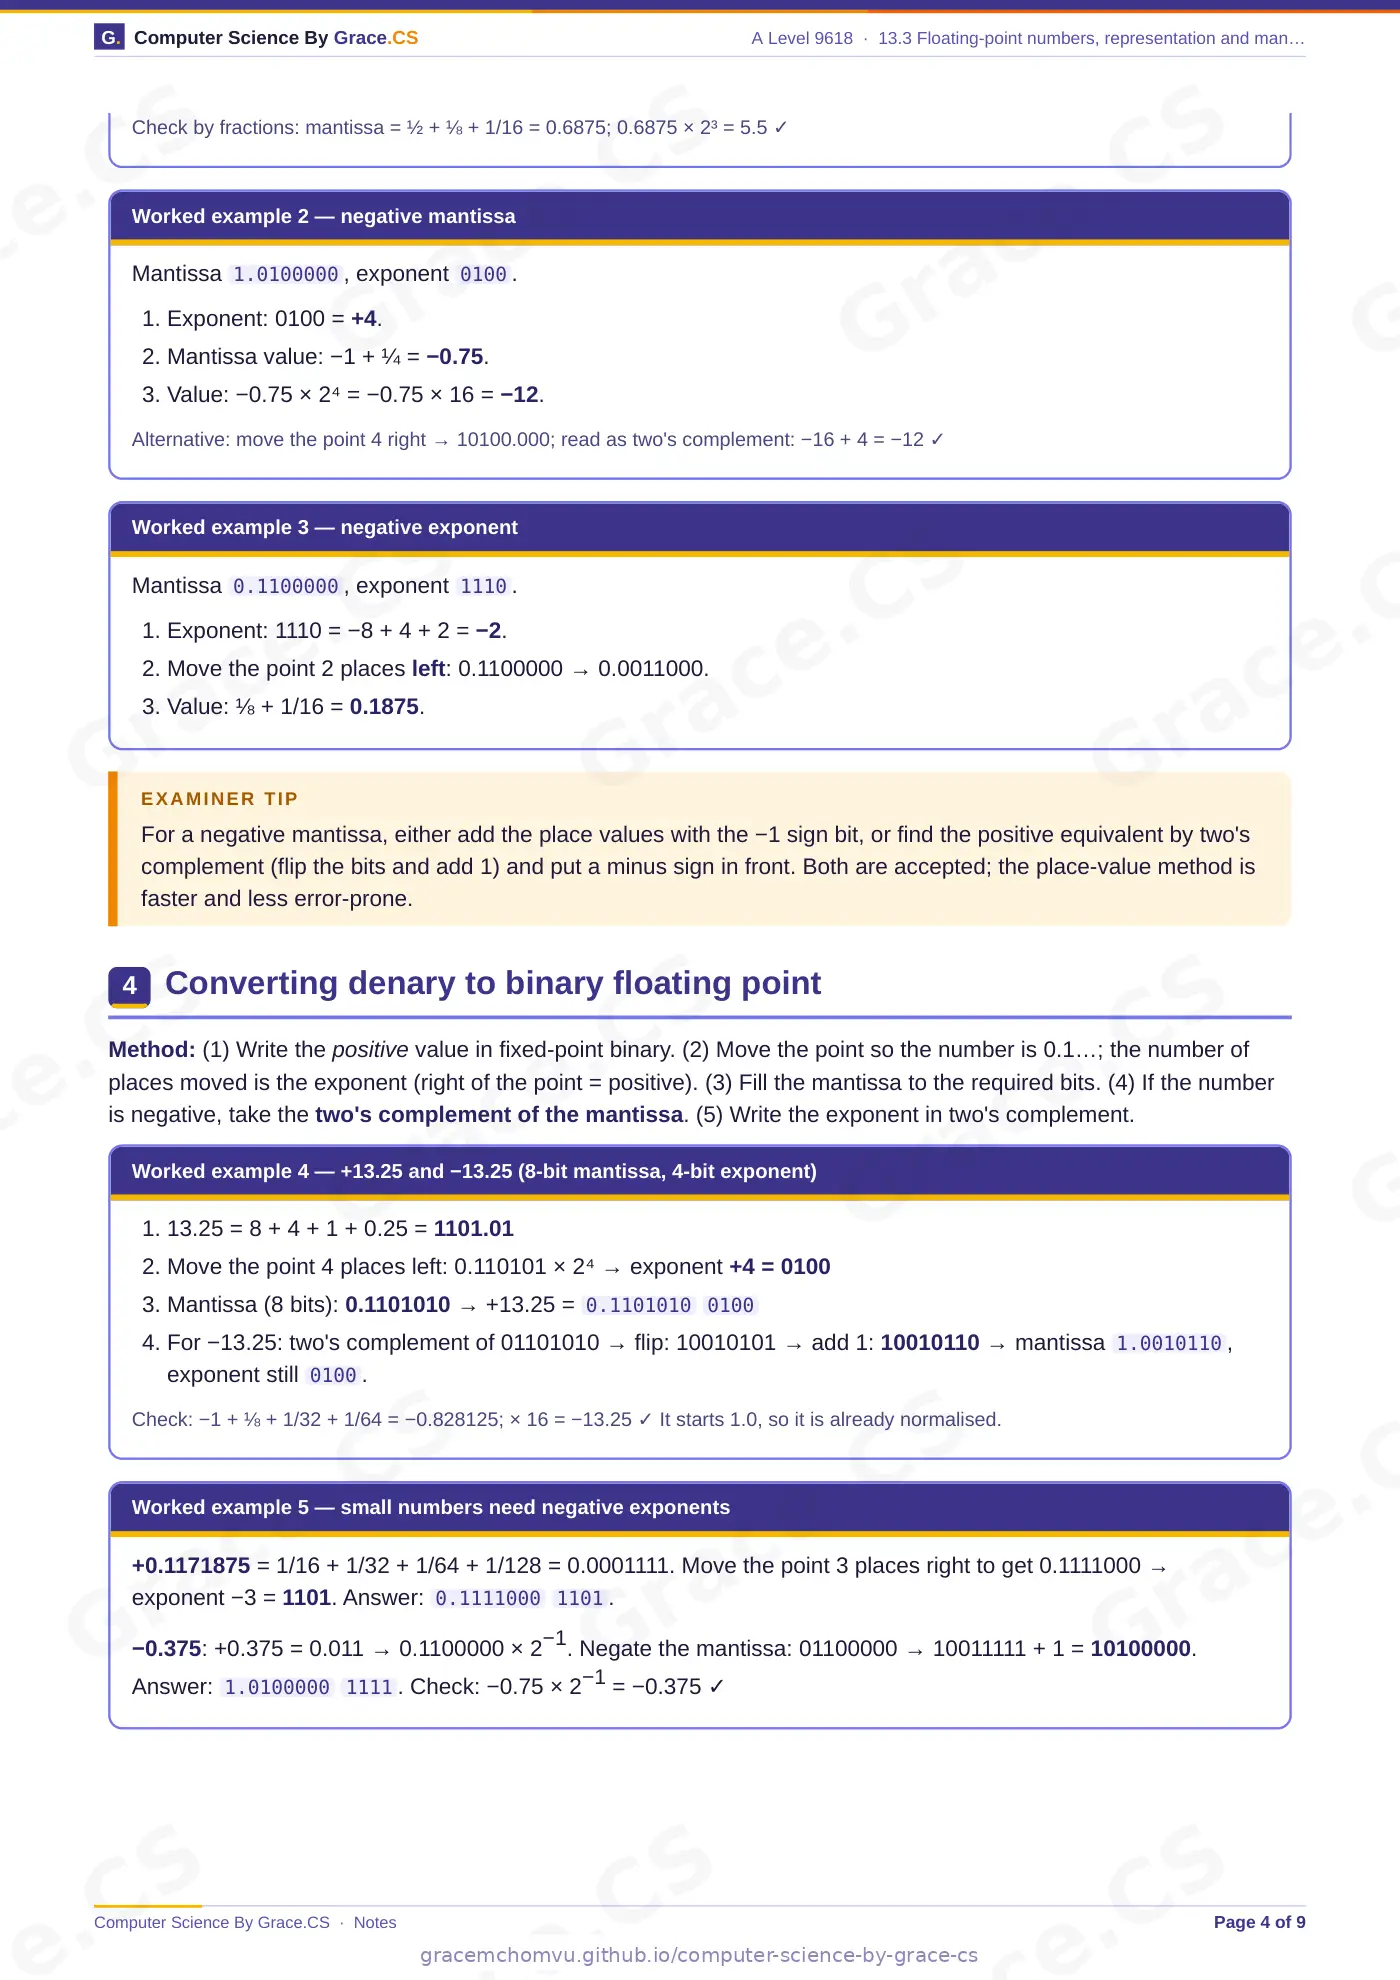 G. Computer Science By Grace.CS
A Level 9618 · 13.3 Floating-point numbers, representation and man…
Check by fractions: mantissa = ½ + ⅛ + 1/16 = 0.6875; 0.6875 × 2³ = 5.5 ✓
Worked example 2 — negative mantissa
Mantissa 1.0100000, exponent 0100.
1. Exponent: 0100 = +4.
2. Mantissa value: −1 + ¼ = −0.75.
3. Value: −0.75 × 2⁴ = −0.75 × 16 = −12.
Alternative: move the point 4 right → 10100.000; read as two's complement: −16 + 4 = −12 ✓
Worked example 3 — negative exponent
Mantissa 0.1100000, exponent 1110.
1. Exponent: 1110 = −8 + 4 + 2 = −2.
2. Move the point 2 places left: 0.1100000 → 0.0011000.
3. Value: ⅛ + 1/16 = 0.1875.
EXAMINER TIP
For a negative mantissa, either add the place values with the −1 sign bit, or find the positive equivalent by two's
complement (flip the bits and add 1) and put a minus sign in front. Both are accepted; the place-value method is
faster and less error-prone.
4 Converting denary to binary floating point
Method: (1) Write the positive value in fixed-point binary. (2) Move the point so the number is 0.1…; the number of
places moved is the exponent (right of the point = positive). (3) Fill the mantissa to the required bits. (4) If the number
is negative, take the two's complement of the mantissa. (5) Write the exponent in two's complement.
Worked example 4 — +13.25 and −13.25 (8-bit mantissa, 4-bit exponent)
1. 13.25 = 8 + 4 + 1 + 0.25 = 1101.01
2. Move the point 4 places left: 0.110101 × 2⁴ → exponent +4 = 0100
3. Mantissa (8 bits): 0.1101010 → +13.25 = 0.1101010 0100
4. For −13.25: two's complement of 01101010 → flip: 10010101 → add 1: 10010110 → mantissa 1.0010110,
exponent still 0100.
Check: −1 + ⅛ + 1/32 + 1/64 = −0.828125; × 16 = −13.25 ✓ It starts 1.0, so it is already normalised.
Worked example 5 — small numbers need negative exponents
+0.1171875 = 1/16 + 1/32 + 1/64 + 1/128 = 0.0001111. Move the point 3 places right to get 0.1111000 →
exponent −3 = 1101. Answer: 0.1111000 1101.
−0.375: +0.375 = 0.011 → 0.1100000 × 2⁻¹. Negate the mantissa: 01100000 → 10011111 + 1 = 10100000.
Answer: 1.0100000 1111. Check: −0.75 × 2⁻¹ = −0.375 ✓
Computer Science By Grace.CS · Notes
Page 4 of 9
gracemchomvu.github.io/computer-science-by-grace-cs